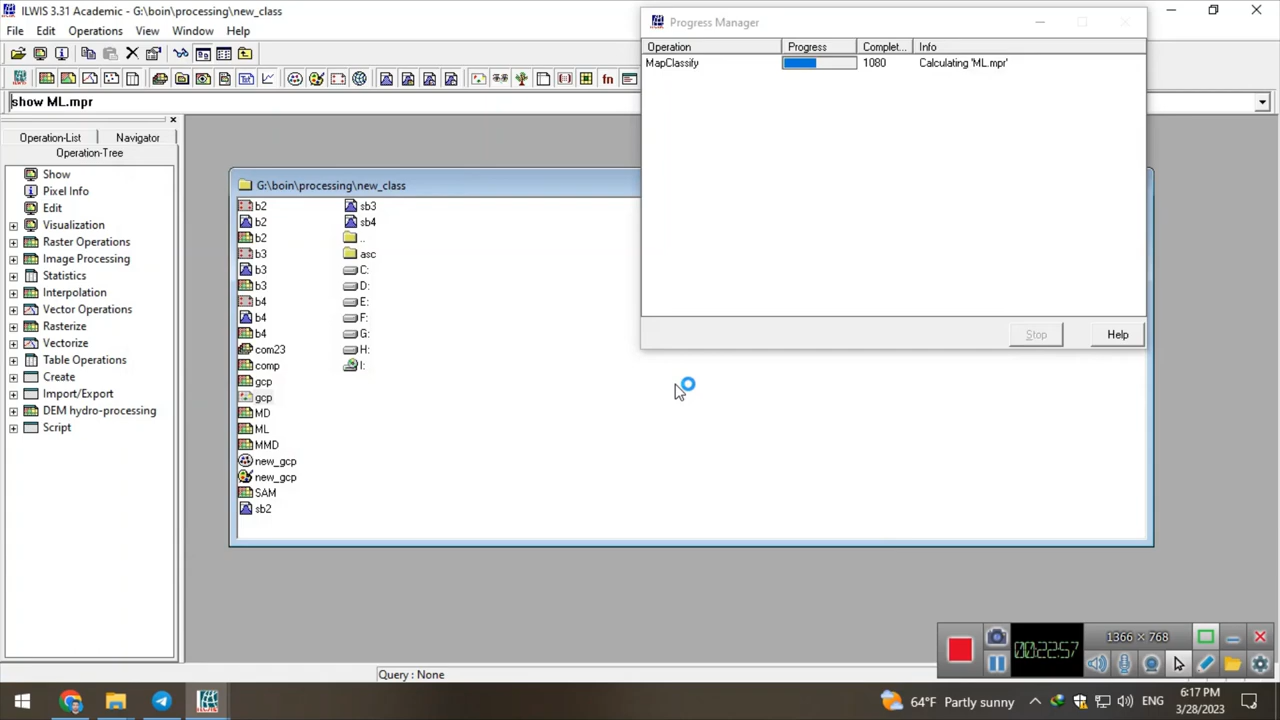 ILWIS 3.31 Academic - G:\boin\processing\new_class
File Edit Operations View Window Help
show ML.mpr
Operation-List Navigator
Operation-Tree
Show
Pixel Info
Edit
Visualization
Raster Operations
Image Processing
Statistics
Interpolation
Vector Operations
Rasterize
Vectorize
Table Operations
Create
Import/Export
DEM hydro-processing
Script
G:\boin\processing\new_class
b2 sb3
b2 sb4
b2 ..
b3 asc
b3 C:
b3 D:
b4 E:
b4 F:
b4 G:
com23 H:
comp I:
gcp
gcp
MD
ML
MMD
new_gcp
new_gcp
SAM
sb2
Progress Manager
Operation Progress Complet... Info
MapClassify 1080 Calculating 'ML.mpr'
Stop Help
fn
1366 × 768
00:22:57
Query : None
64°F Partly sunny
ENG
6:17 PM
3/28/2023